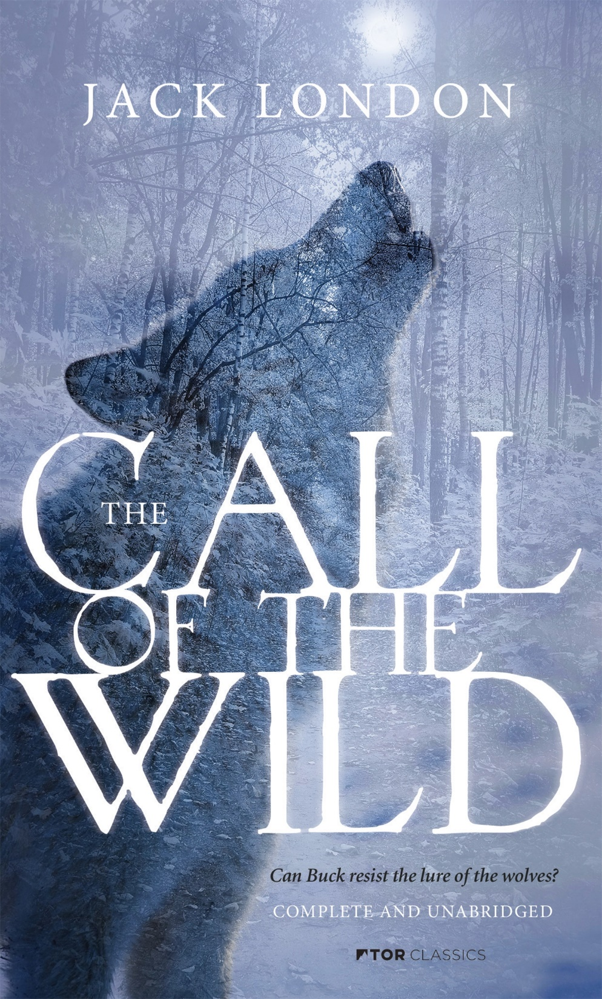 JACK LONDON
THE CALL
OF THE
WILD
Can Buck resist the lure of the wolves?
COMPLETE AND UNABRIDGED
TOR CLASSICS